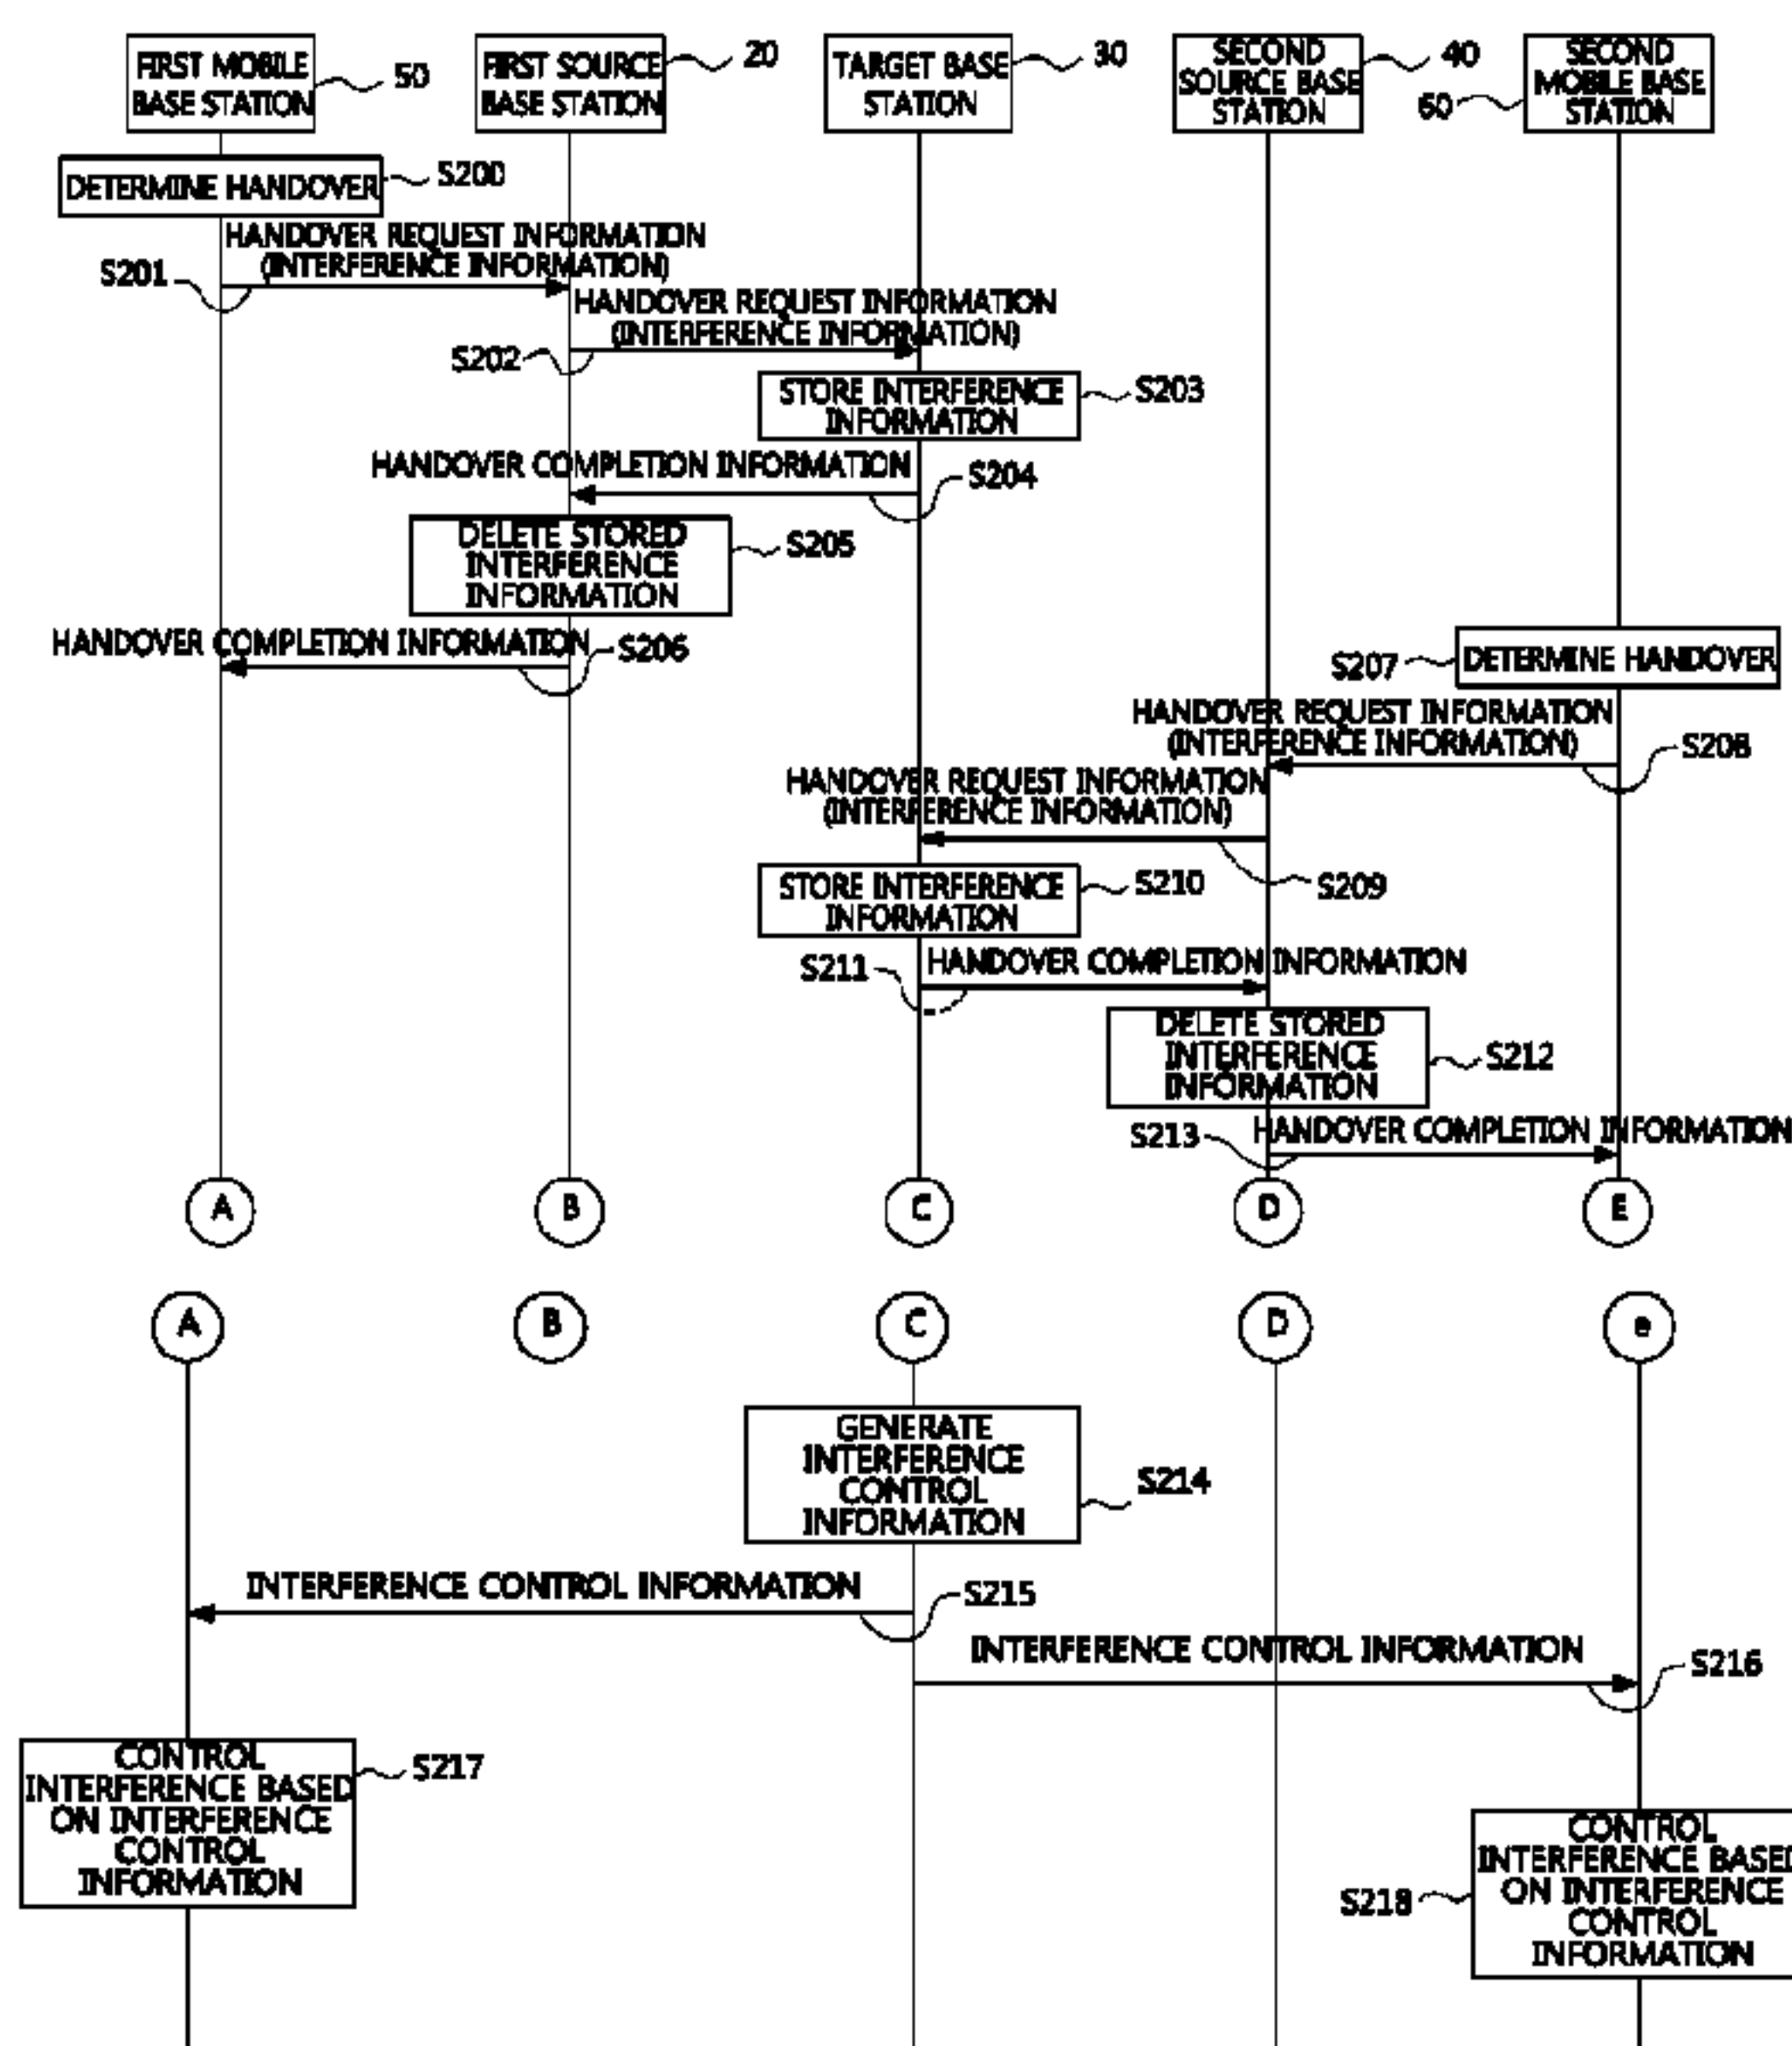 FIRST MOBILE
BASE STATION
50
FIRST SOURCE
BASE STATION
20
TARGET BASE
STATION
30
SECOND
SOURCE BASE
STATION
40
SECOND
MOBILE BASE
STATION
60
DETERMINE HANDOVER
S200
HANDOVER REQUEST INFORMATION
(INTERFERENCE INFORMATION)
S201
HANDOVER REQUEST INFORMATION
(INTERFERENCE INFORMATION)
S202
STORE INTERFERENCE
INFORMATION
S203
HANDOVER COMPLETION INFORMATION
S204
DELETE STORED
INTERFERENCE
INFORMATION
S205
HANDOVER COMPLETION INFORMATION
S206
S207
DETERMINE HANDOVER
HANDOVER REQUEST INFORMATION
(INTERFERENCE INFORMATION)
S208
HANDOVER REQUEST INFORMATION
(INTERFERENCE INFORMATION)
S209
STORE INTERFERENCE
INFORMATION
S210
S211
HANDOVER COMPLETION INFORMATION
DELETE STORED
INTERFERENCE
INFORMATION
S212
S213
HANDOVER COMPLETION INFORMATION
A
B
C
D
E
A
B
C
D
e
GENERATE
INTERFERENCE
CONTROL
INFORMATION
S214
INTERFERENCE CONTROL INFORMATION
S215
INTERFERENCE CONTROL INFORMATION
S216
CONTROL
INTERFERENCE BASED
ON INTERFERENCE
CONTROL
INFORMATION
S217
CONTROL
INTERFERENCE BASED
ON INTERFERENCE
CONTROL
INFORMATION
S218